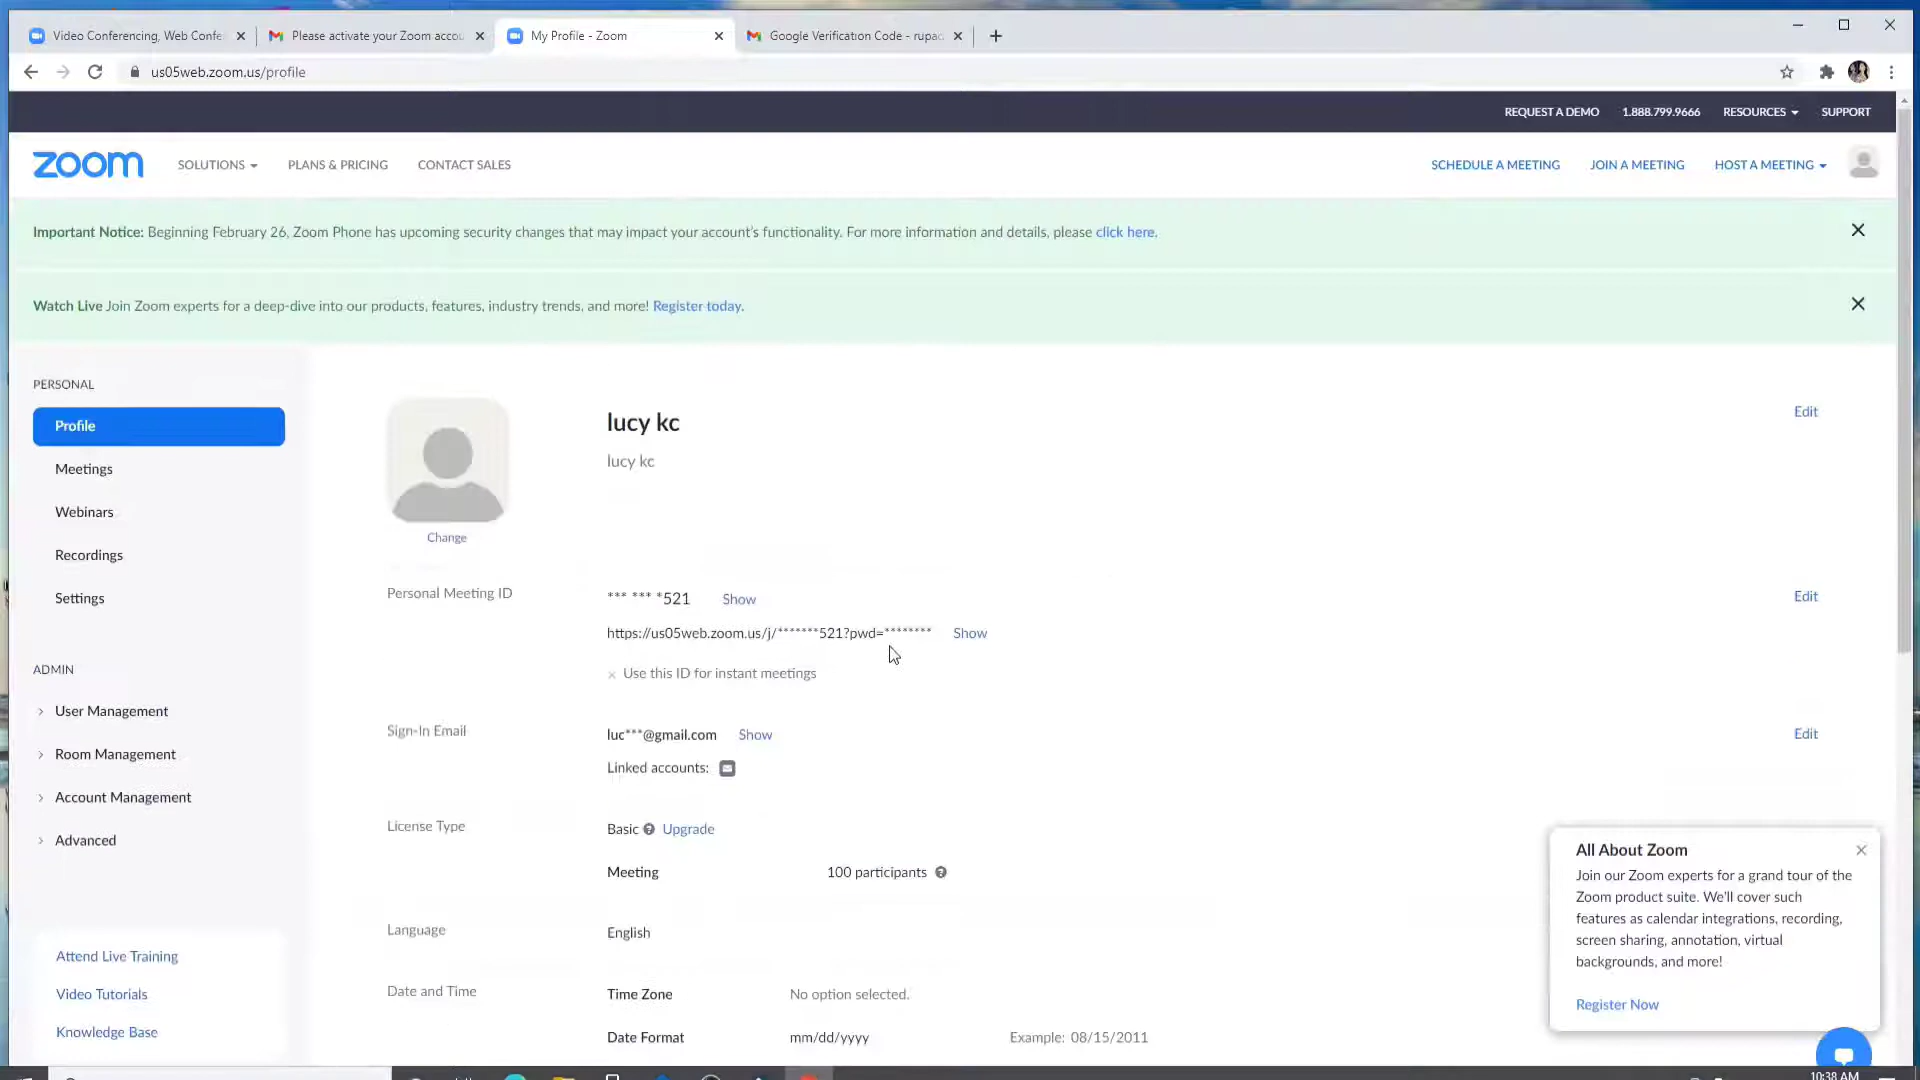 Video Conferencing, Web Confe
Please activate your Zoom accou
My Profile - Zoom
Google Verification Code - rupac
us05web.zoom.us/profile
REQUEST A DEMO 1.888.799.9666 RESOURCES SUPPORT
zoom SOLUTIONS PLANS & PRICING CONTACT SALES SCHEDULE A MEETING JOIN A MEETING HOST A MEETING
Important Notice: Beginning February 26, Zoom Phone has upcoming security changes that may impact your account's functionality. For more information and details, please click here.
Watch Live Join Zoom experts for a deep-dive into our products, features, industry trends, and more! Register today.
PERSONAL
Profile
Meetings
Webinars
Recordings
Settings
ADMIN
User Management
Room Management
Account Management
Advanced
Attend Live Training
Video Tutorials
Knowledge Base
Change
lucy kc
Edit
lucy kc
Personal Meeting ID
*** *** *521 Show
Edit
https://us05web.zoom.us/j/*******521?pwd=******** Show
× Use this ID for instant meetings
Sign-In Email
luc***@gmail.com Show
Edit
Linked accounts:
License Type
Basic Upgrade
Meeting 100 participants
Language
English
Date and Time
Time Zone No option selected.
Date Format mm/dd/yyyy Example: 08/15/2011
All About Zoom
Join our Zoom experts for a grand tour of the
Zoom product suite. We'll cover such
features as calendar integrations, recording,
screen sharing, annotation, virtual
backgrounds, and more!
Register Now
10:38 AM